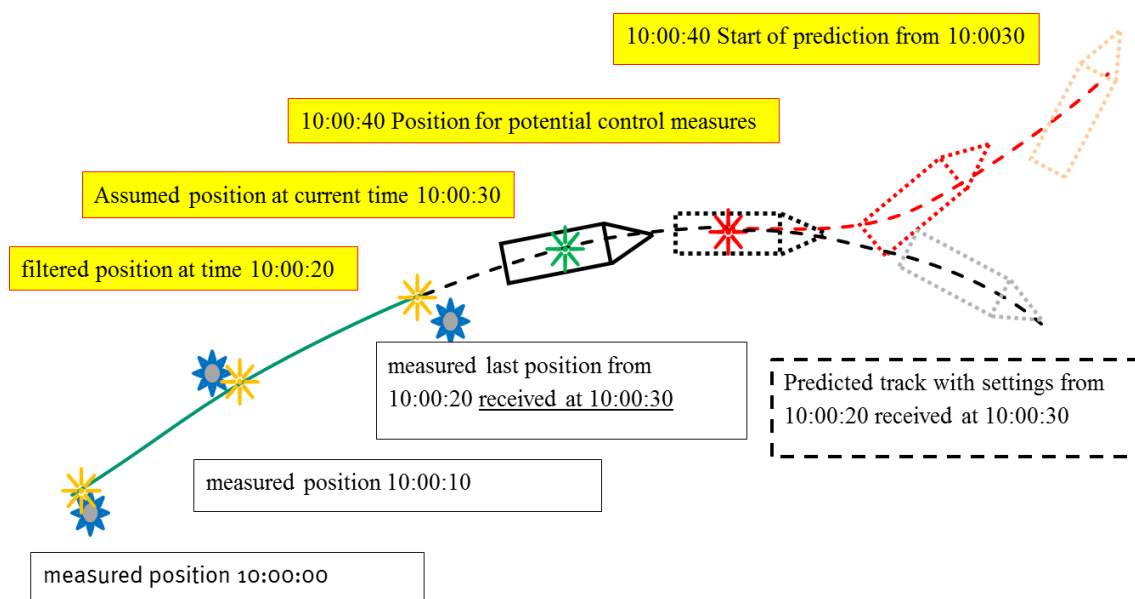 10:00:40 Start of prediction from 10:0030
10:00:40 Position for potential control measures
Assumed position at current time 10:00:30
filtered position at time 10:00:20
measured last position from
10:00:20 received at 10:00:30
Predicted track with settings from
10:00:20 received at 10:00:30
measured position 10:00:10
measured position 10:00:00